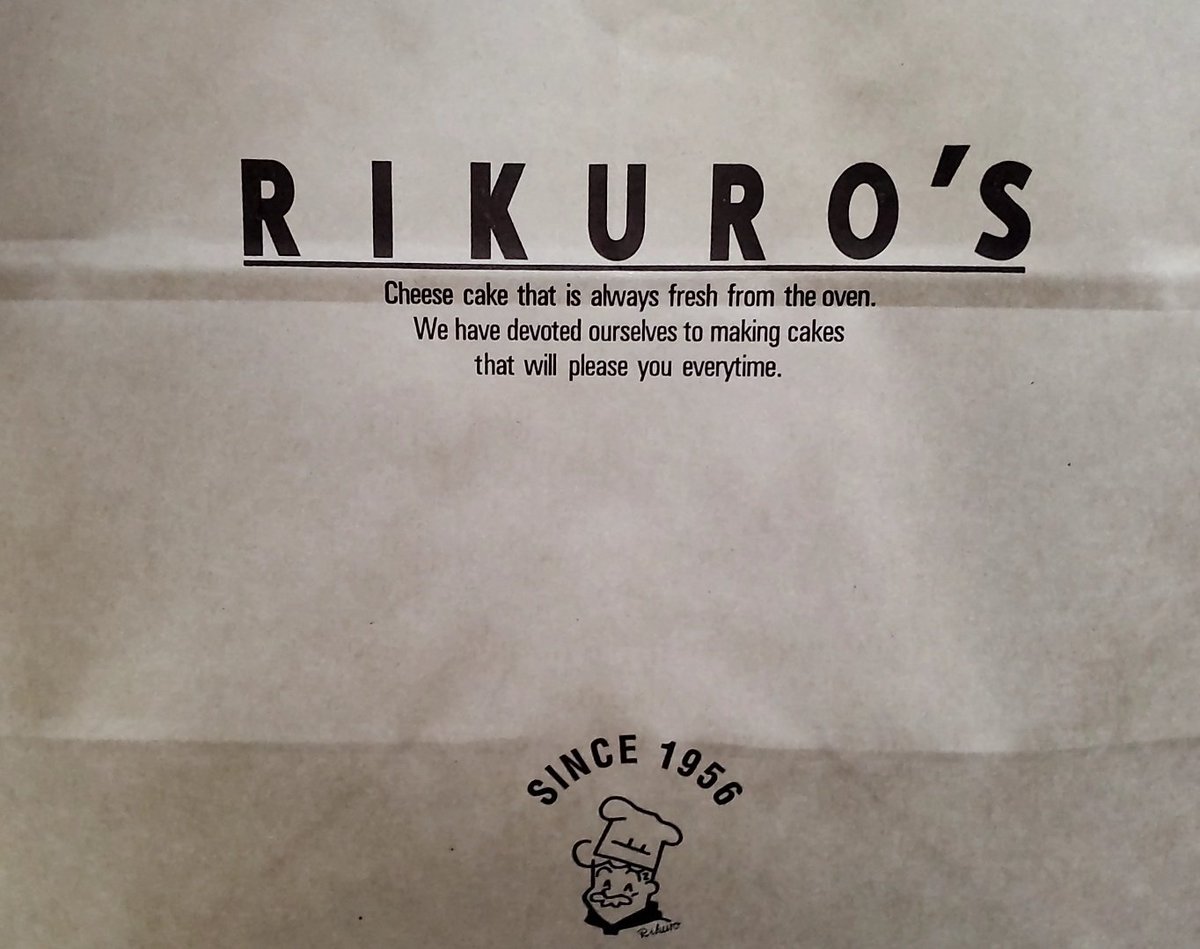 RIKURO'S
Cheese cake that is always fresh from the oven.
We have devoted ourselves to making cakes
that will please you everytime.
SINCE 1956
Rikuro